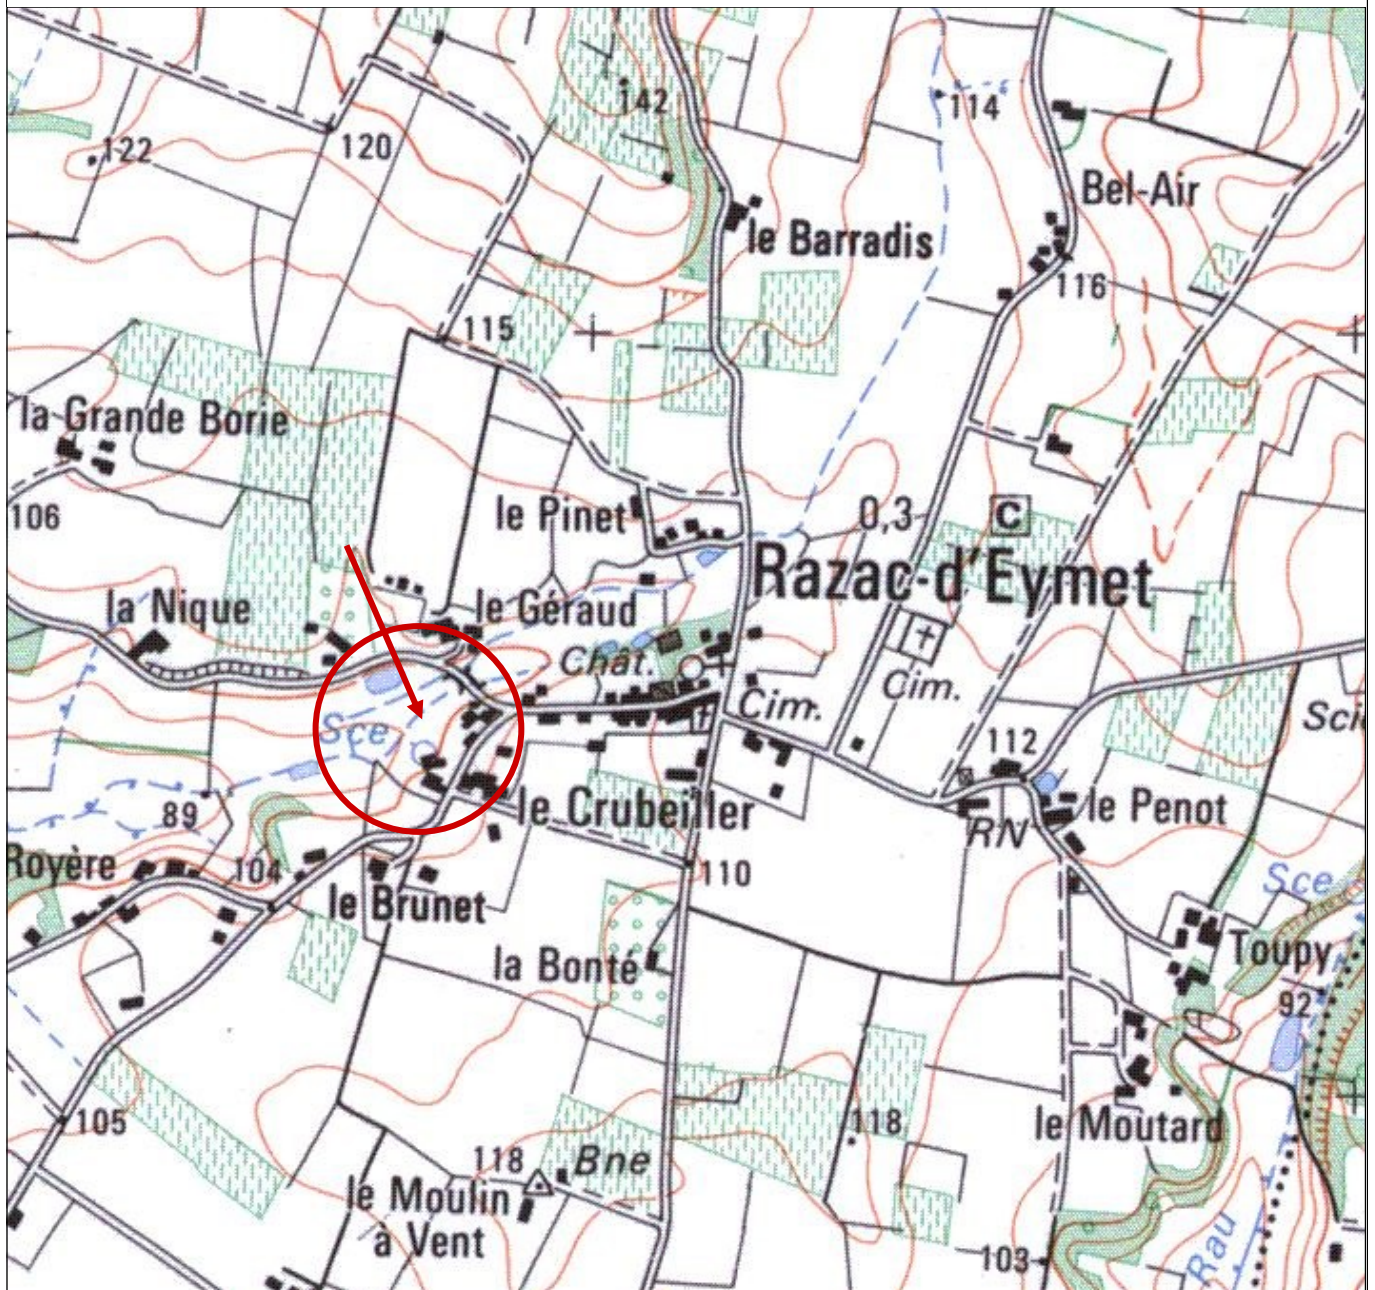 142
114
120
122
Bel-Air
le Barradis
116
115
la Grande Borie
106
le Pinet
0,3
C
Razac-d'Eymet
la Nique
le Géraud
Chât.
Cim.
Cim.
Sce
Sci
112
89
le Crubeiller
le Penot
RN
Royère
104
110
Sce
le Brunet
la Bonté
Toupy
92
105
118
le Moutard
118
Bne
le Moulin
à Vent
103
Rau